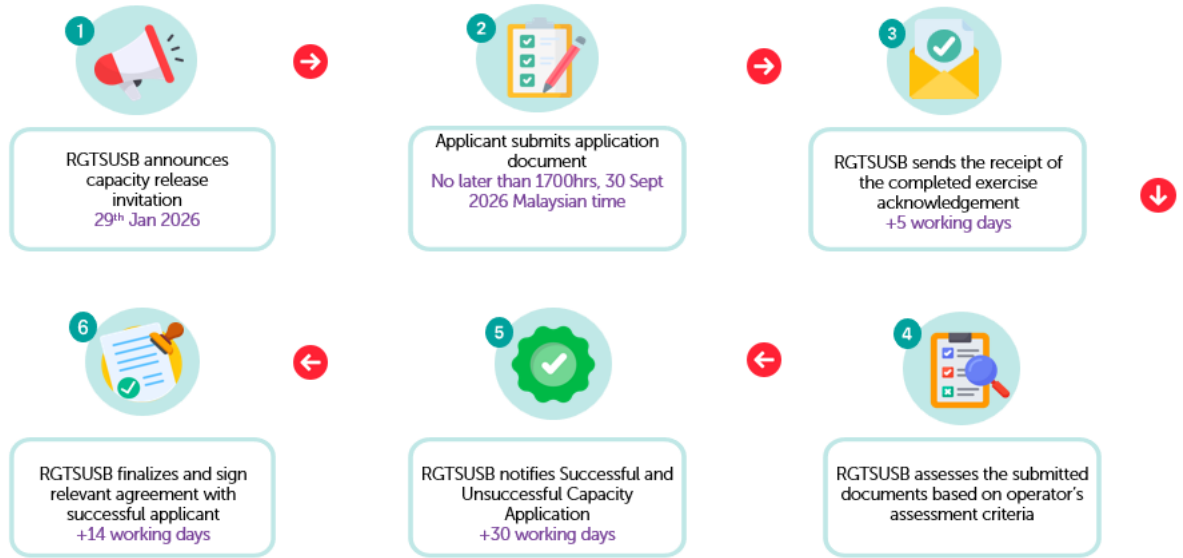 1
RGTSUSB announces
capacity release
invitation
29th Jan 2026
2
Applicant submits application
document
No later than 1700hrs, 30 Sept
2026 Malaysian time
3
RGTSUSB sends the receipt of
the completed exercise
acknowledgement
+5 working days
4
RGTSUSB assesses the submitted
documents based on operator's
assessment criteria
5
RGTSUSB notifies Successful and
Unsuccessful Capacity
Application
+30 working days
6
RGTSUSB finalizes and sign
relevant agreement with
successful applicant
+14 working days